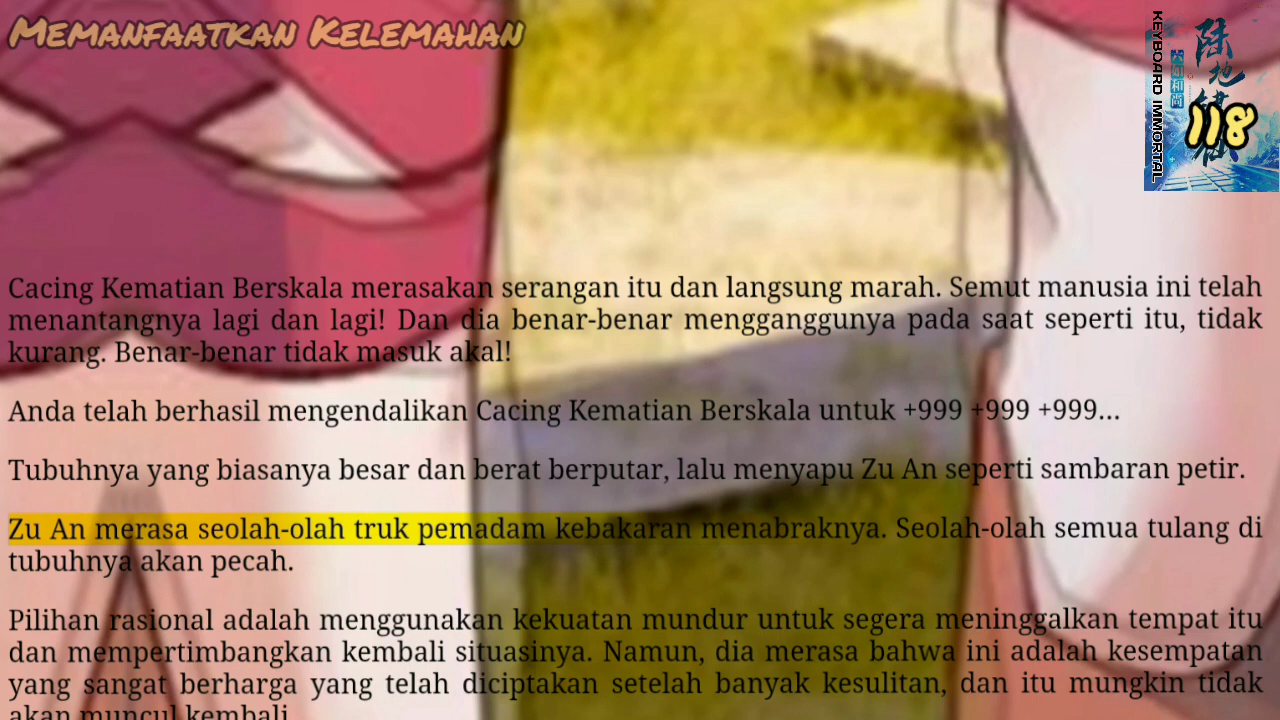 Memanfaatkan Kelemahan
KEYBOARD IMMORTAL
118
Cacing Kematian Berskala merasakan serangan itu dan langsung marah. Semut manusia ini telah
menantangnya lagi dan lagi! Dan dia benar-benar mengganggunya pada saat seperti itu, tidak
kurang. Benar-benar tidak masuk akal!
Anda telah berhasil mengendalikan Cacing Kematian Berskala untuk +999 +999 +999...
Tubuhnya yang biasanya besar dan berat berputar, lalu menyapu Zu An seperti sambaran petir.
Zu An merasa seolah-olah truk pemadam kebakaran menabraknya. Seolah-olah semua tulang di
tubuhnya akan pecah.
Pilihan rasional adalah menggunakan kekuatan mundur untuk segera meninggalkan tempat itu
dan mempertimbangkan kembali situasinya. Namun, dia merasa bahwa ini adalah kesempatan
yang sangat berharga yang telah diciptakan setelah banyak kesulitan, dan itu mungkin tidak
akan muncul kembali.